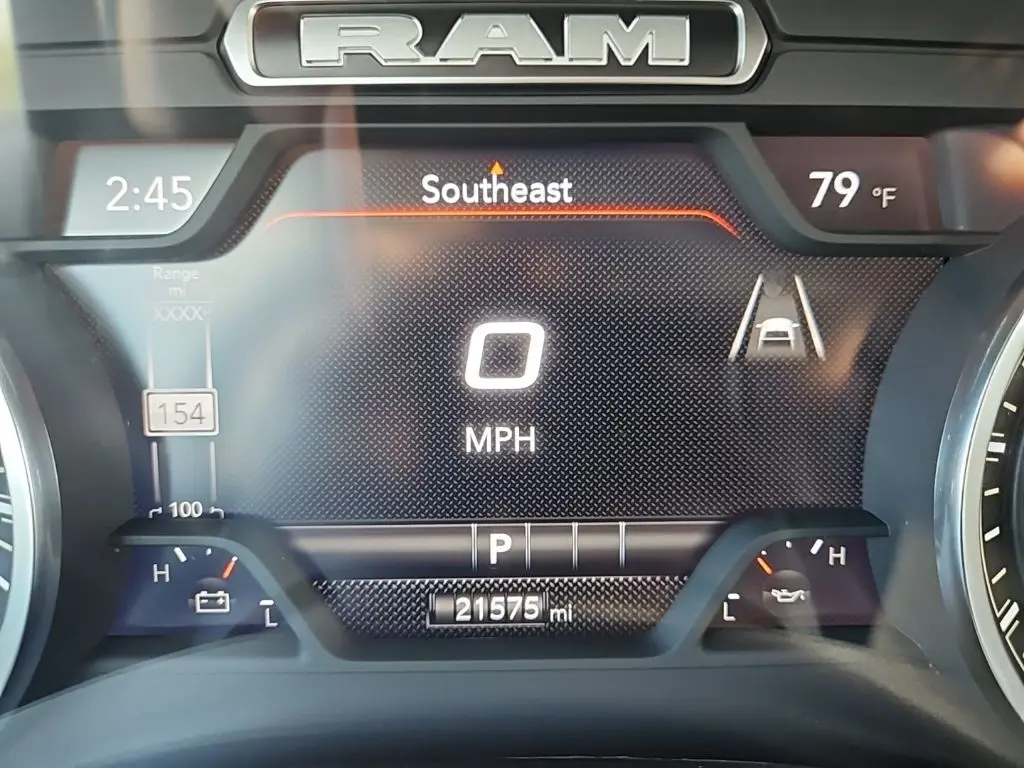 RAM
2:45
Southeast
79 °F
Range
mi
XXXX
154
0
MPH
100
P
H
L
21575 mi
L
H